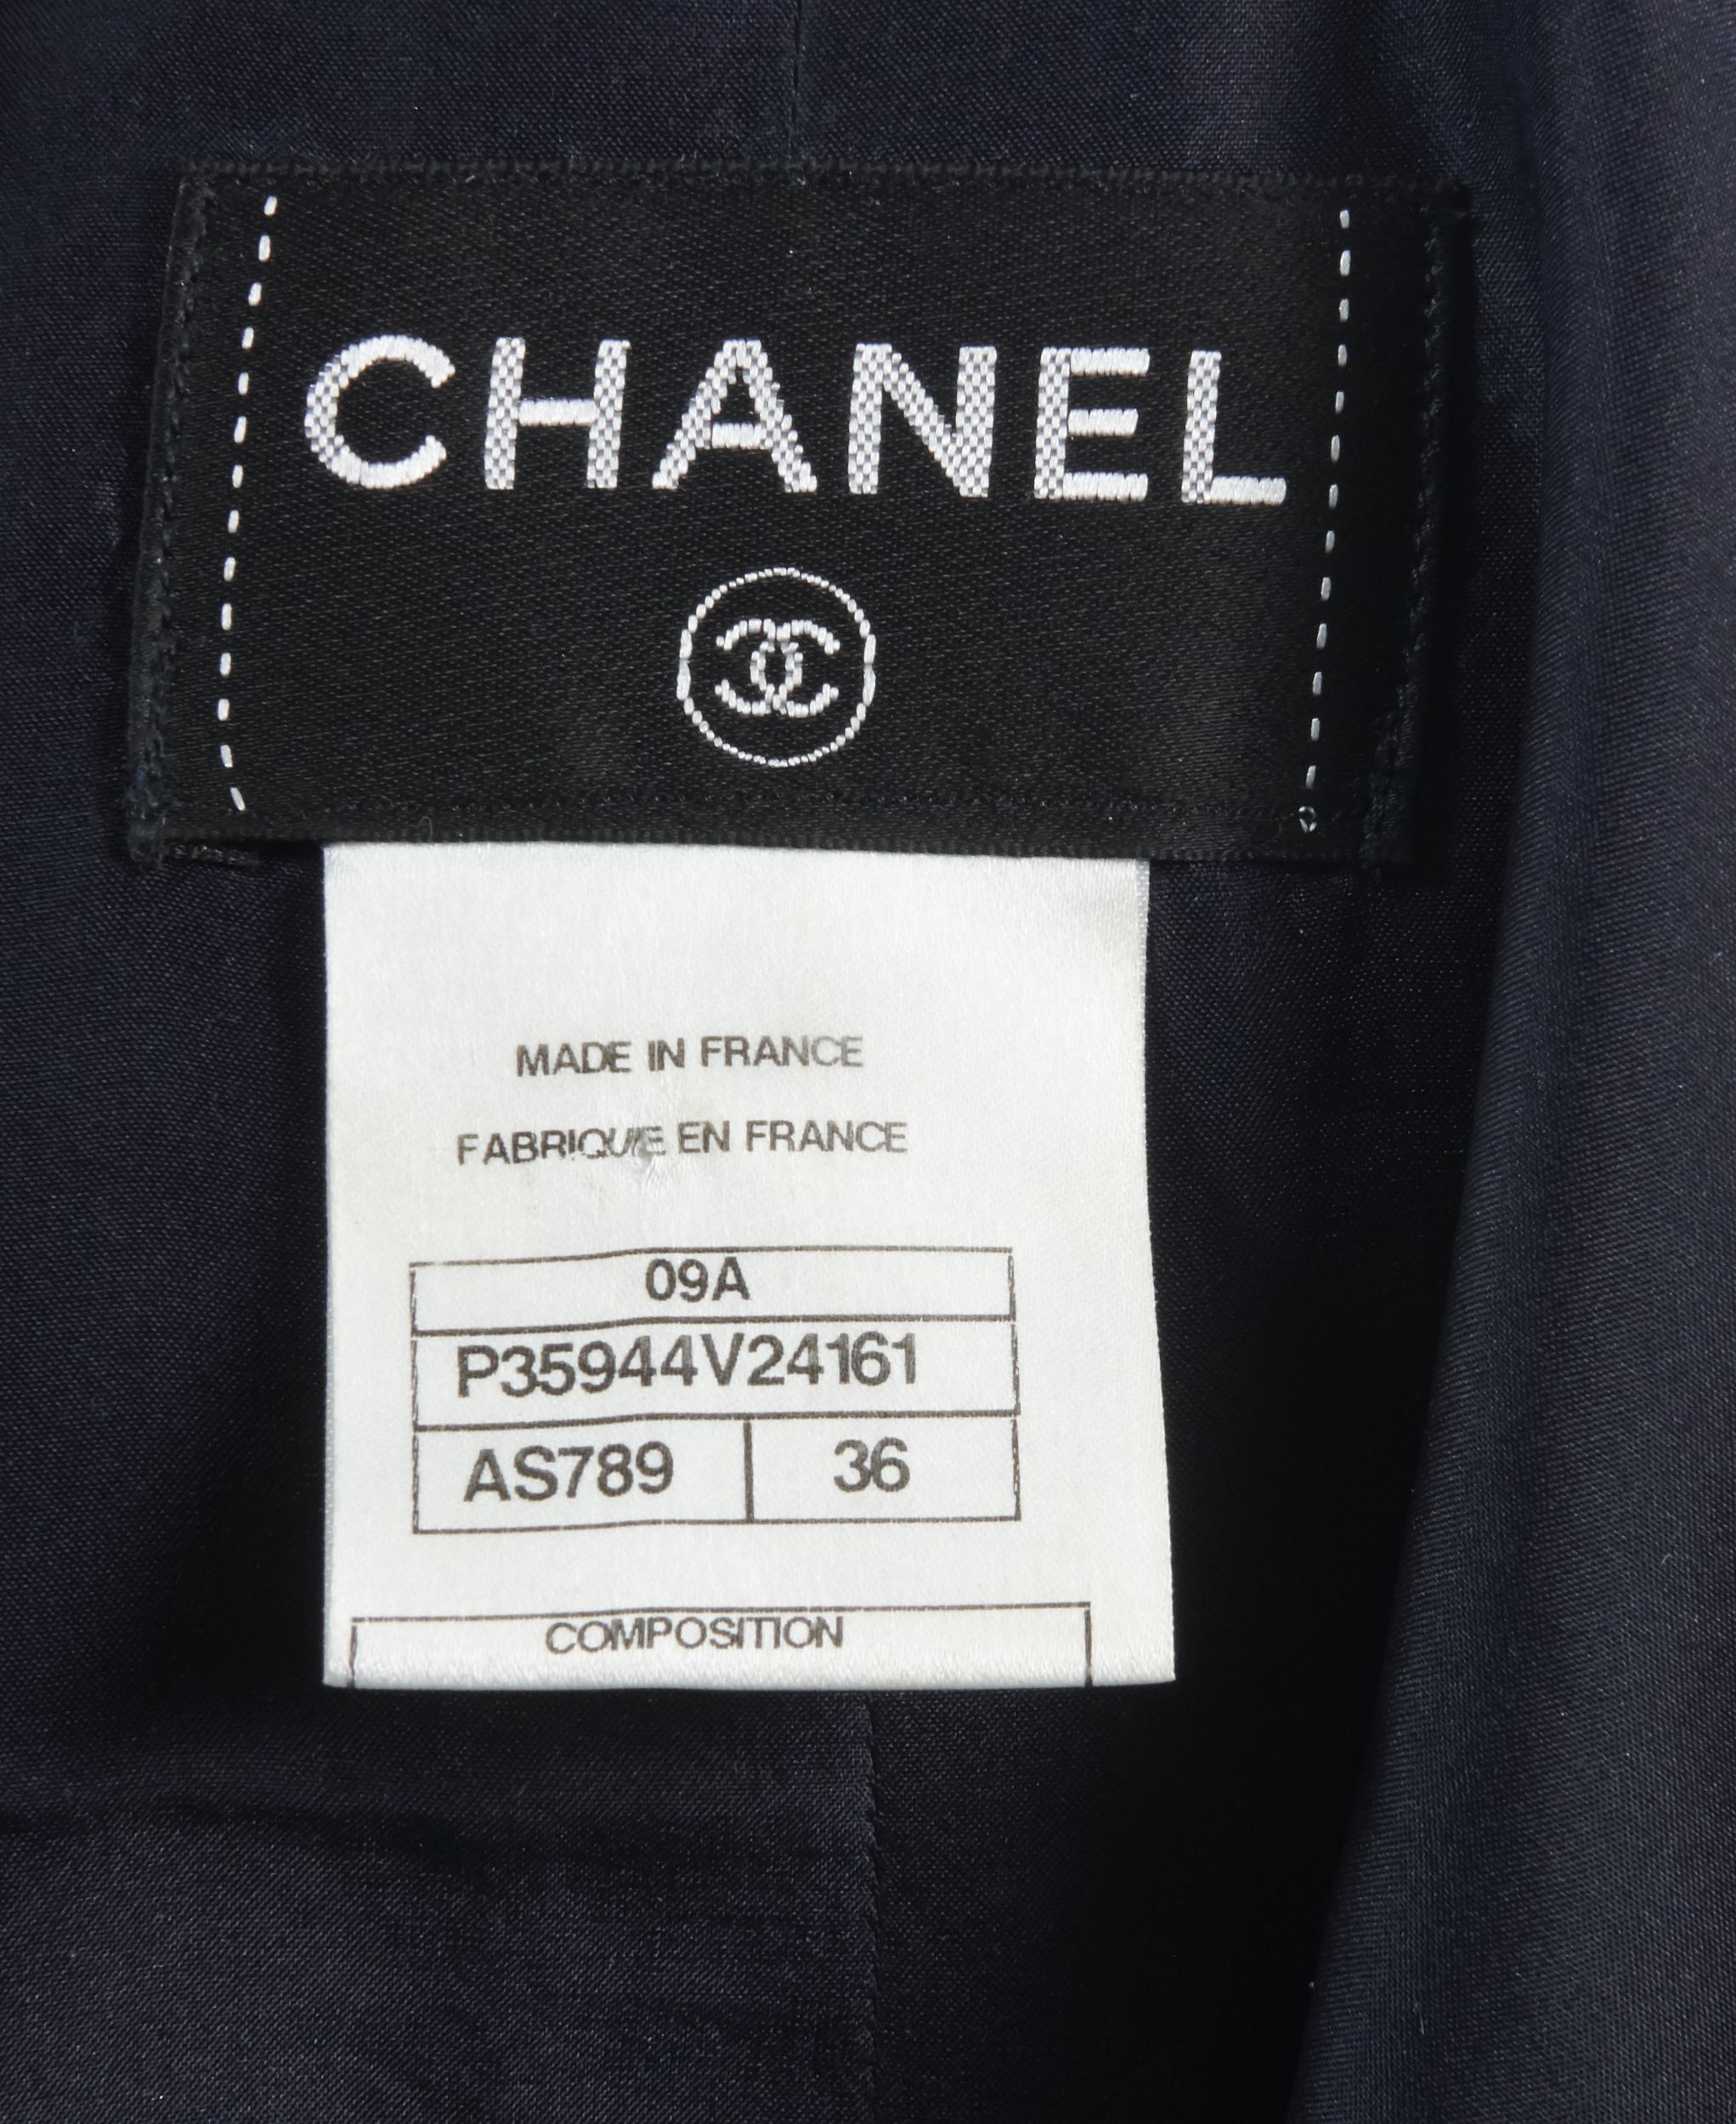 CHANEL
MADE IN FRANCE
FABRIQUE EN FRANCE
09A
P35944V24161
AS789 36
COMPOSITION